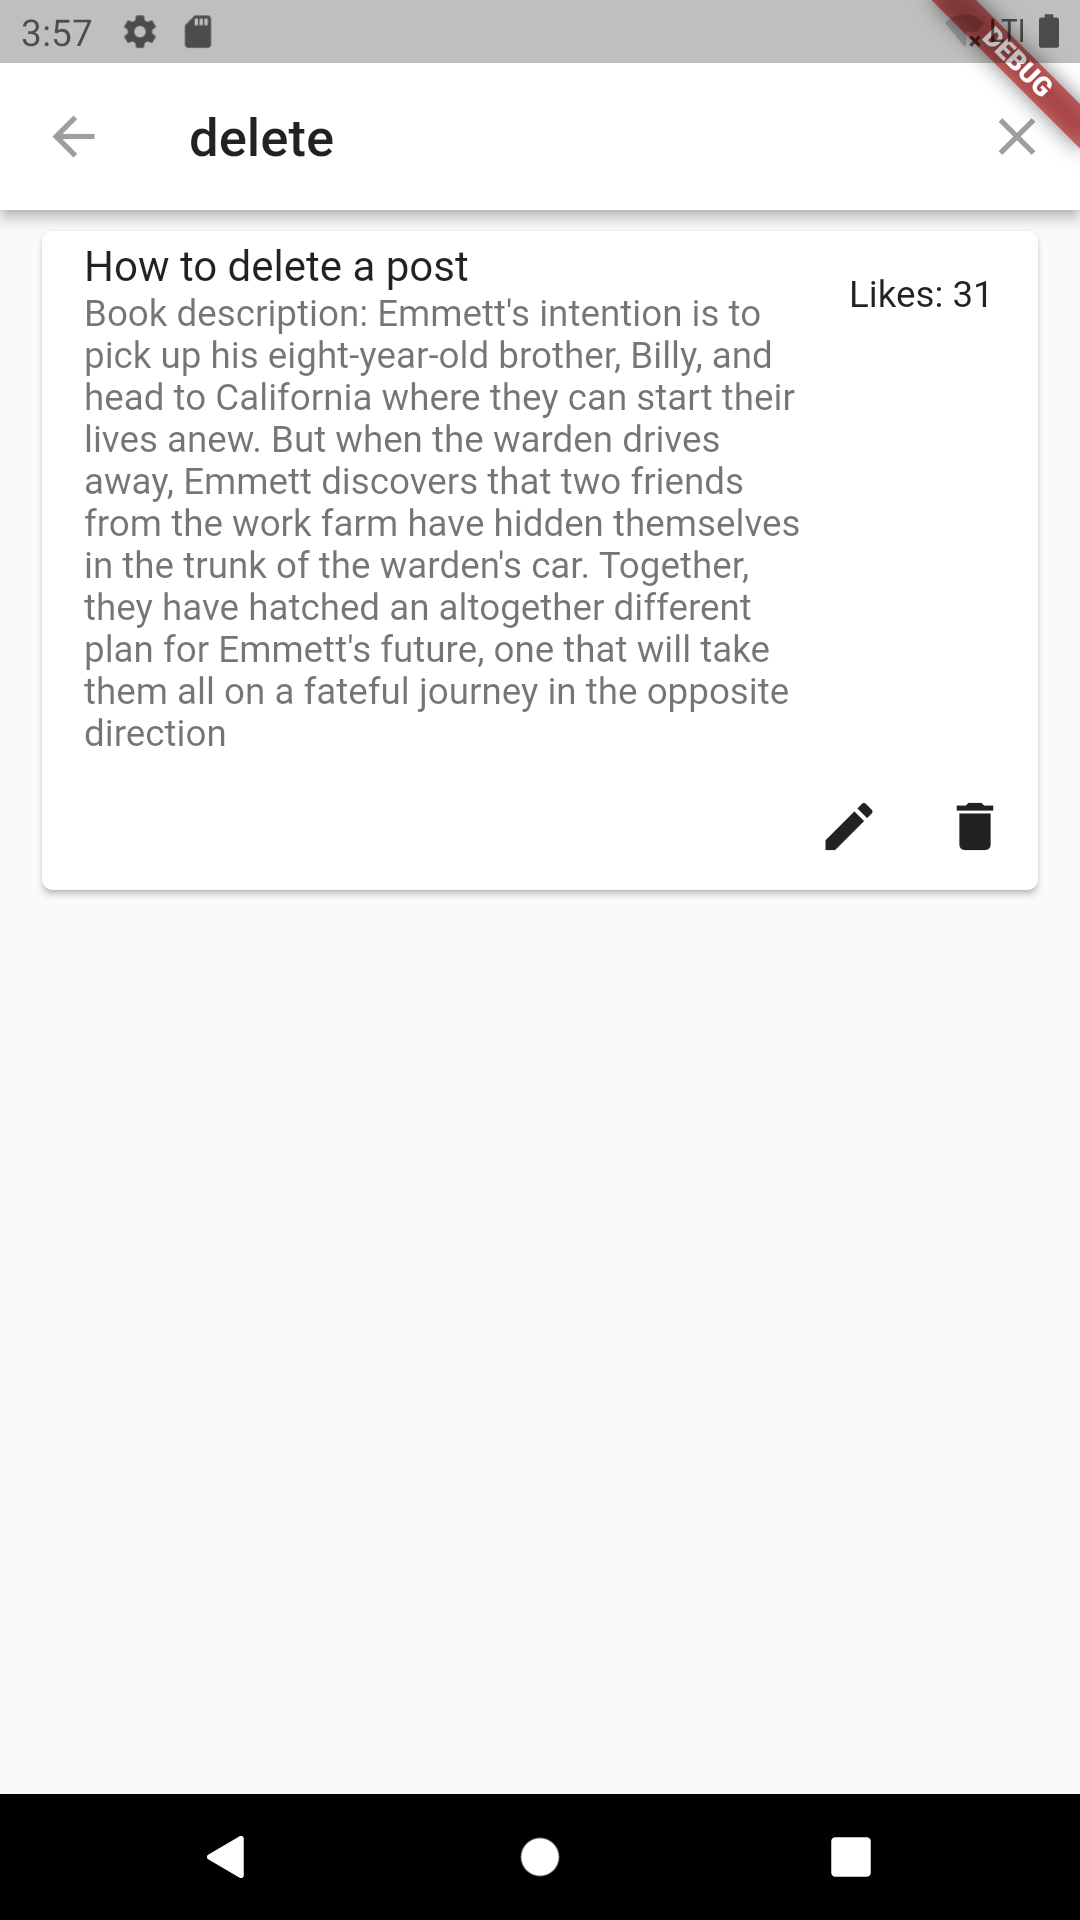 3:57
DEBUG
delete
How to delete a post
Likes: 31
Book description: Emmett's intention is to
pick up his eight-year-old brother, Billy, and
head to California where they can start their
lives anew. But when the warden drives
away, Emmett discovers that two friends
from the work farm have hidden themselves
in the trunk of the warden's car. Together,
they have hatched an altogether different
plan for Emmett's future, one that will take
them all on a fateful journey in the opposite
direction